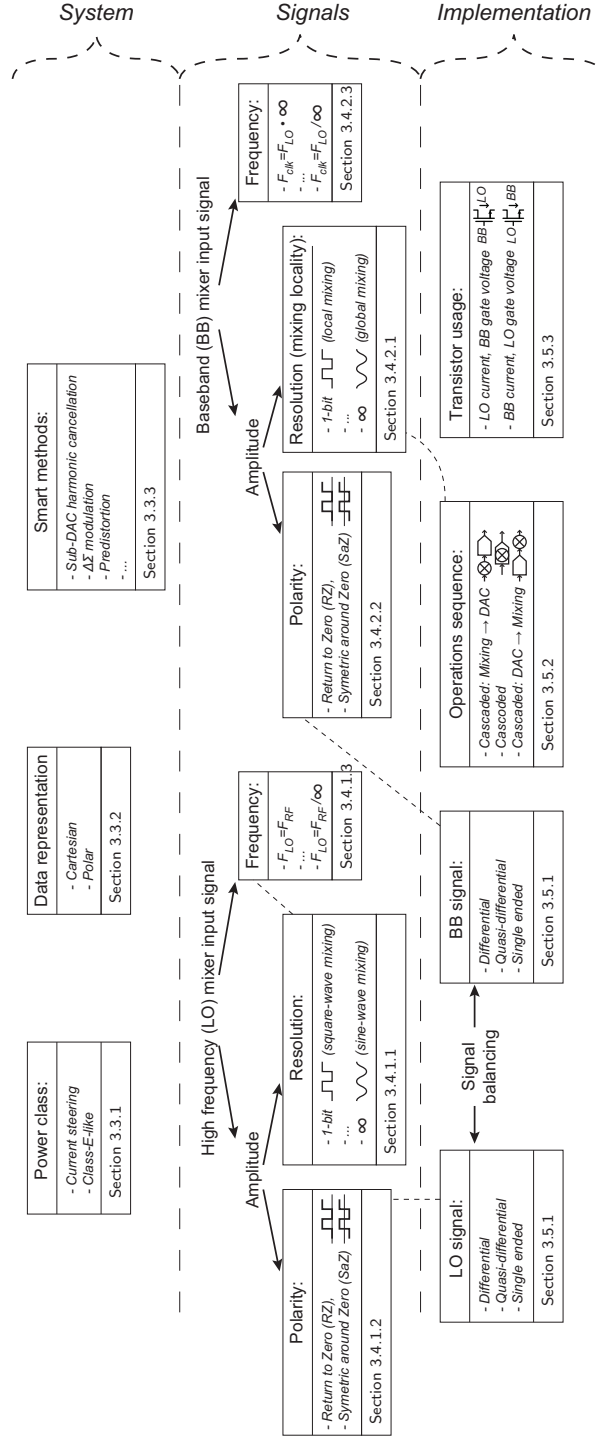 System
Signals
Implementation
Power class:
- Current steering
- Class-E-like
Section 3.3.1
Data representation
- Cartesian
- Polar
Section 3.3.2
Smart methods:
- Sub-DAC harmonic cancellation
- ΔΣ modulation
- Predistortion
- ...
Section 3.3.3
High frequency (LO) mixer input signal
Amplitude
Polarity:
- Return to Zero (RZ),
- Symetric around Zero (SaZ)
Section 3.4.1.2
Resolution:
- 1-bit (square-wave mixing)
- ...
- ∞ (sine-wave mixing)
Section 3.4.1.1
Frequency:
- F_LO=F_RF
- ...
- F_LO=F_RF/∞
Section 3.4.1.3
Baseband (BB) mixer input signal
Amplitude
Polarity:
- Return to Zero (RZ),
- Symetric around Zero (SaZ)
Section 3.4.2.2
Resolution (mixing locality):
- 1-bit (local mixing)
- ...
- ∞ (global mixing)
Section 3.4.2.1
Frequency:
- F_clk=F_LO • ∞
- ...
- F_clk=F_LO/∞
Section 3.4.2.3
LO signal:
- Differential
- Quasi-differential
- Single ended
Section 3.5.1
Signal
balancing
BB signal:
- Differential
- Quasi-differential
- Single ended
Section 3.5.1
Operations sequence:
- Cascaded: Mixing → DAC
- Cascoded
- Cascaded: DAC → Mixing
Section 3.5.2
Transistor usage:
- LO current, BB gate voltage BB LO
- BB current, LO gate voltage LO BB
Section 3.5.3